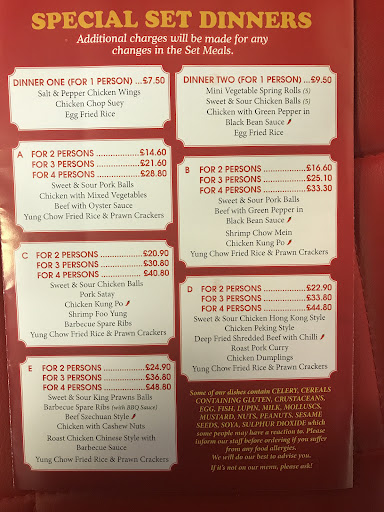 SPECIAL SET DINNERS
Additional charges will be made for any
changes in the Set Meals.
DINNER ONE (FOR 1 PERSON) ...£7.50
Salt & Pepper Chicken Wings
Chicken Chop Suey
Egg Fried Rice
DINNER TWO (FOR 1 PERSON) ...£9.50
Mini Vegetable Spring Rolls (5)
Sweet & Sour Chicken Balls (5)
Chicken with Green Pepper in
Black Bean Sauce
Egg Fried Rice
A FOR 2 PERSONS ................£14.60
FOR 3 PERSONS ................£21.60
FOR 4 PERSONS ................£28.80
Sweet & Sour Pork Balls
Chicken with Mixed Vegetables
Beef with Oyster Sauce
Yung Chow Fried Rice & Prawn Crackers
B FOR 2 PERSONS ................£16.60
FOR 3 PERSONS ................£25.10
FOR 4 PERSONS ................£33.30
Sweet & Sour Pork Balls
Beef with Green Pepper in
Black Bean Sauce
Shrimp Chow Mein
Chicken Kung Po
Yung Chow Fried Rice & Prawn Crackers
C FOR 2 PERSONS ................£20.90
FOR 3 PERSONS ................£30.80
FOR 4 PERSONS ................£40.80
Sweet & Sour Chicken Balls
Pork Satay
Chicken Kung Po
Shrimp Foo Yung
Barbecue Spare Ribs
Yung Chow Fried Rice & Prawn Crackers
D FOR 2 PERSONS ................£22.90
FOR 3 PERSONS ................£33.80
FOR 4 PERSONS ................£44.80
Sweet & Sour Chicken Hong Kong Style
Chicken Peking Style
Deep Fried Shredded Beef with Chilli
Roast Pork Curry
Chicken Dumplings
Yung Chow Fried Rice & Prawn Crackers
E FOR 2 PERSONS ................£24.90
FOR 3 PERSONS ................£36.80
FOR 4 PERSONS ................£48.80
Sweet & Sour King Prawns Balls
Barbecue Spare Ribs (with BBQ Sauce)
Beef Szechuan Style
Chicken with Cashew Nuts
Roast Chicken Chinese Style with
Barbecue Sauce
Yung Chow Fried Rice & Prawn Crackers
Some of our dishes contain CELERY, CEREALS
CONTAINING GLUTEN, CRUSTACEANS,
EGG, FISH, LUPIN, MILK, MOLLUSCS,
MUSTARD, NUTS, PEANUTS, SESAME
SEEDS, SOYA, SULPHUR DIOXIDE which
some people may have a reaction to. Please
inform our staff before ordering if you suffer
from any food allergies.
We will do our best to advise you.
If it's not on our menu, please ask!